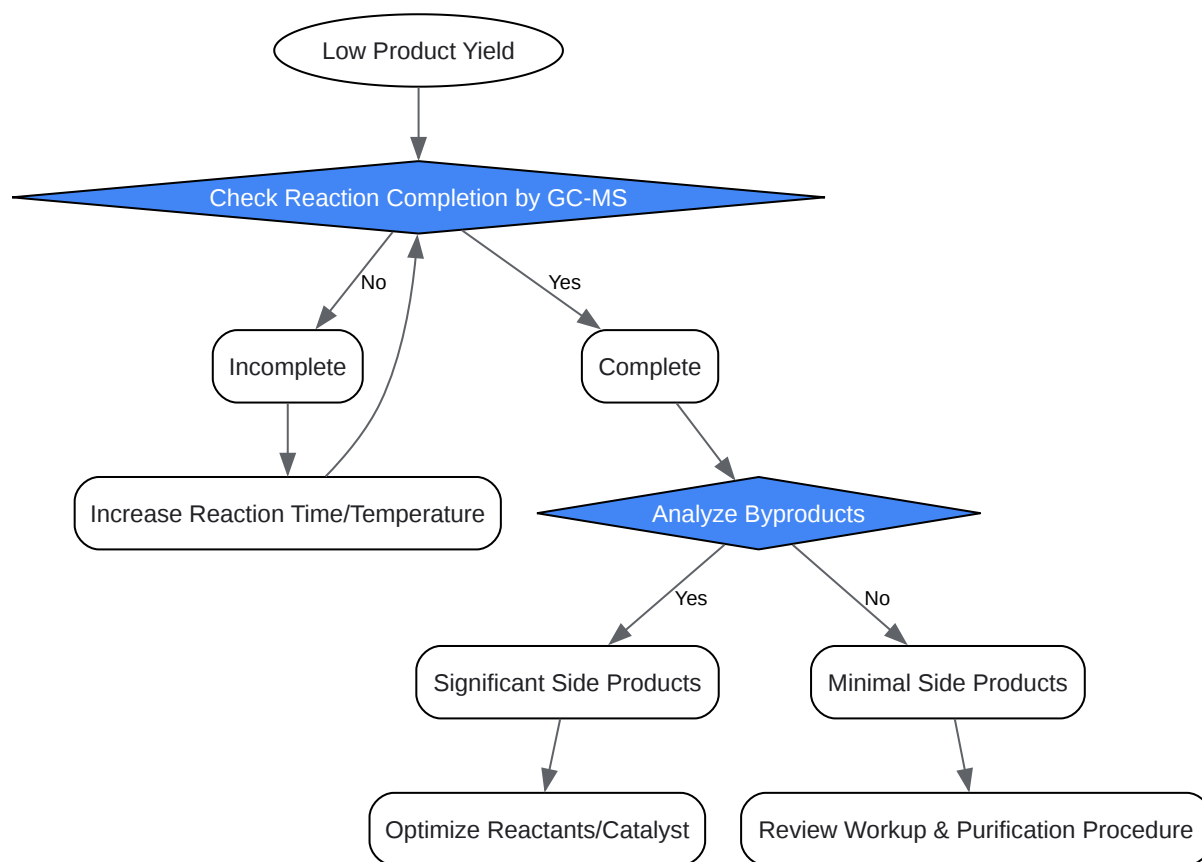 Low Product Yield
Check Reaction Completion by GC-MS
No
Yes
Incomplete
Complete
Increase Reaction Time/Temperature
Analyze Byproducts
Yes
No
Significant Side Products
Minimal Side Products
Optimize Reactants/Catalyst
Review Workup & Purification Procedure